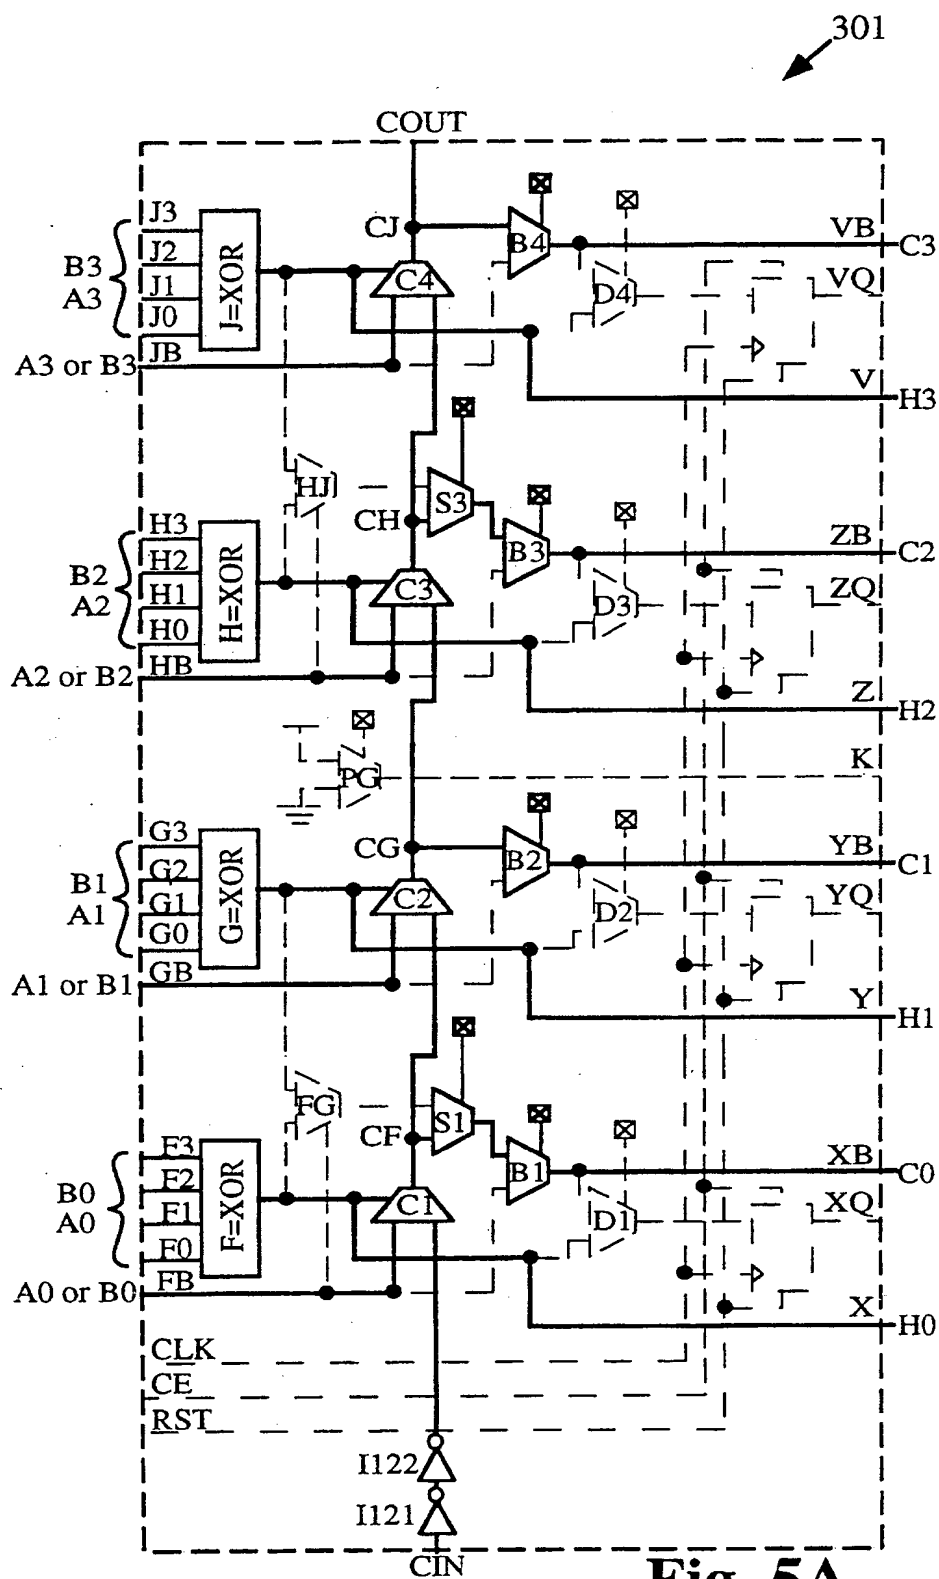 301
COUT
J3
J2
J1
J0
JB
B3
A3
A3 or B3
J=XOR
CJ
C4
B4
D4
VB
C3
VQ
V
H3
HJ
S3
CH
H3
H2
H1
H0
HB
B2
A2
A2 or B2
H=XOR
C3
B3
D3
ZB
C2
ZQ
Z
H2
PG
K
G3
G2
G1
G0
GB
B1
A1
A1 or B1
G=XOR
CG
C2
B2
D2
YB
C1
YQ
Y
H1
FG
S1
CF
F3
F2
F1
F0
FB
B0
A0
A0 or B0
F=XOR
C1
B1
D1
XB
C0
XQ
X
H0
CLK
CE
RST
I122
I121
CIN
Fig. 5A